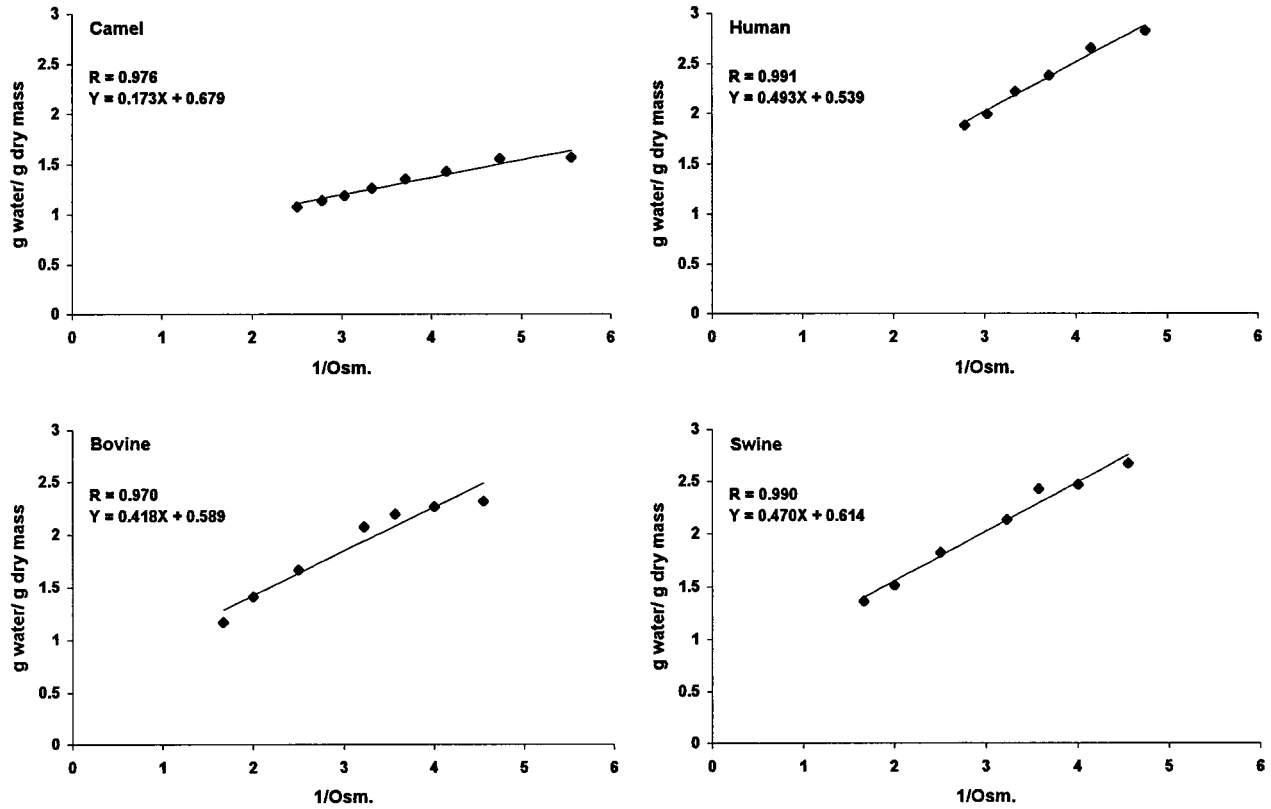 Camel
R = 0.976
Y = 0.173X + 0.679
g water/ g dry mass
3
2.5
2
1.5
1
0.5
0
0 1 2 3 4 5 6
1/Osm.
Human
R = 0.991
Y = 0.493X + 0.539
g water/ g dry mass
3
2.5
2
1.5
1
0.5
0
0 1 2 3 4 5 6
1/Osm.
Bovine
R = 0.970
Y = 0.418X + 0.589
g water/ g dry mass
3
2.5
2
1.5
1
0.5
0
0 1 2 3 4 5 6
1/Osm.
Swine
R = 0.990
Y = 0.470X + 0.614
g water/ g dry mass
3
2.5
2
1.5
1
0.5
0
0 1 2 3 4 5 6
1/Osm.